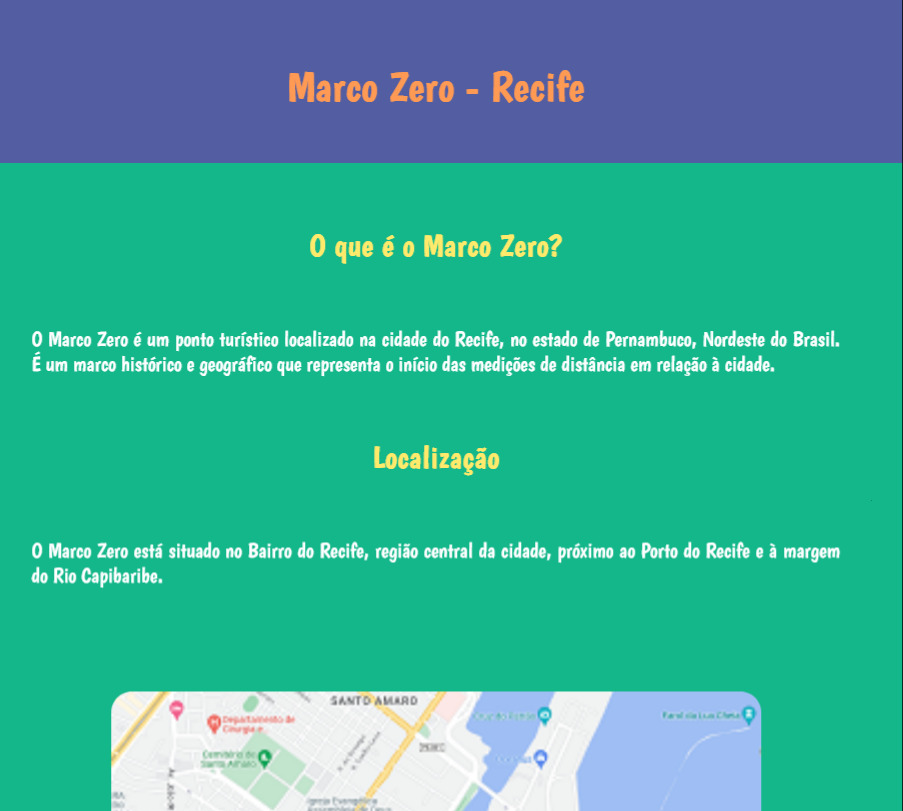 Marco Zero - Recife
O que é o Marco Zero?
O Marco Zero é um ponto turístico localizado na cidade do Recife, no estado de Pernambuco, Nordeste do Brasil.
É um marco histórico e geográfico que representa o início das medições de distância em relação à cidade.
Localização
O Marco Zero está situado no Bairro do Recife, região central da cidade, próximo ao Porto do Recife e à margem
do Rio Capibaribe.
SANTO AMARO
Departamento de
Cirurgia e
Cemitério de
Santo Amaro
Igreja Evangélica